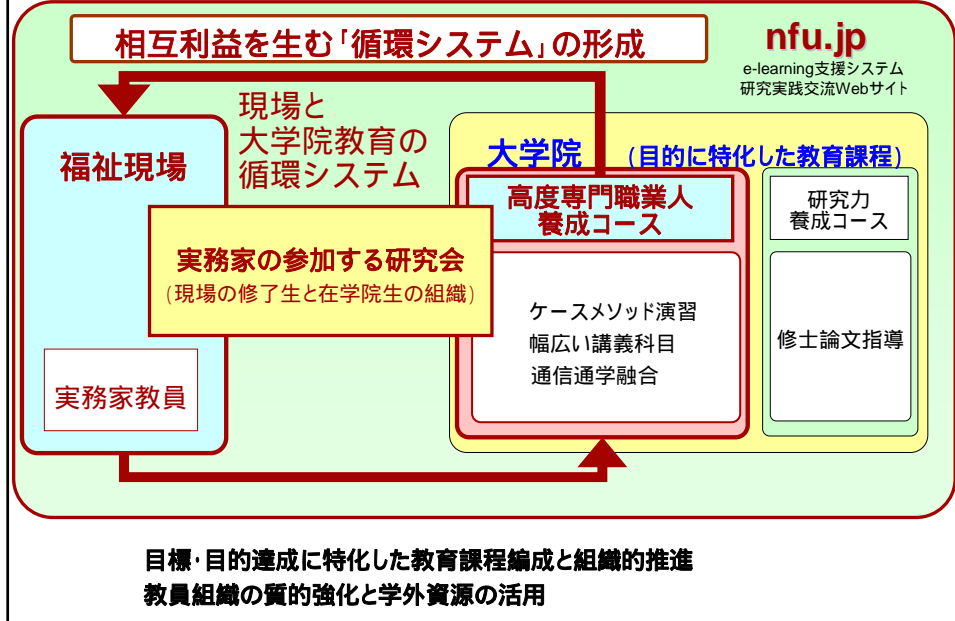 相互利益を生む「循環システム」の形成
nfu.jp
e-learning支援システム
研究実践交流Webサイト
現場と
大学院教育の
循環システム
福祉現場
大学院
(目的に特化した教育課程)
高度専門職業人
養成コース
研究力
養成コース
実務家の参加する研究会
(現場の修了生と在学院生の組織)
ケースメソッド演習
幅広い講義科目
通信通学融合
修士論文指導
実務家教員
目標・目的達成に特化した教育課程編成と組織的推進
教員組織の質的強化と学外資源の活用